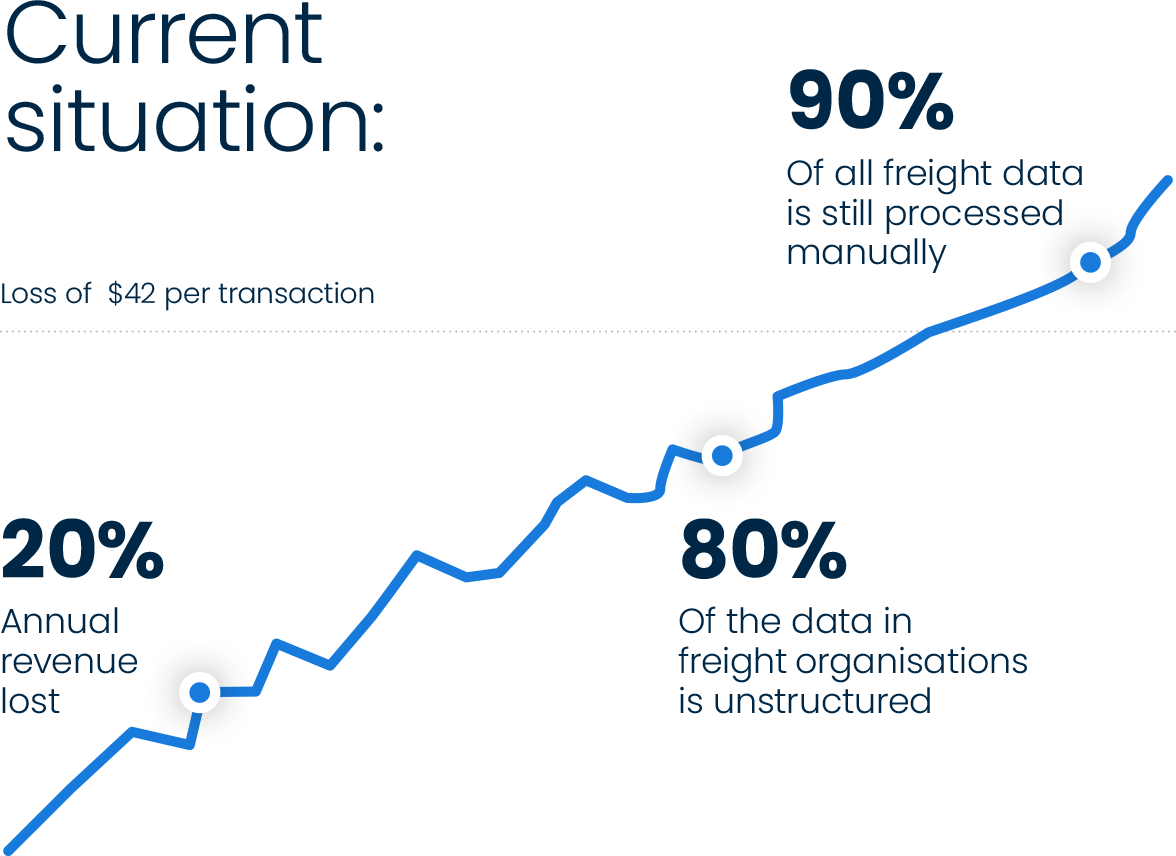 Current
situation:
90%
Of all freight data
is still processed
manually
Loss of  $42 per transaction
20%
Annual
revenue
lost
80%
Of the data in
freight organisations
is unstructured